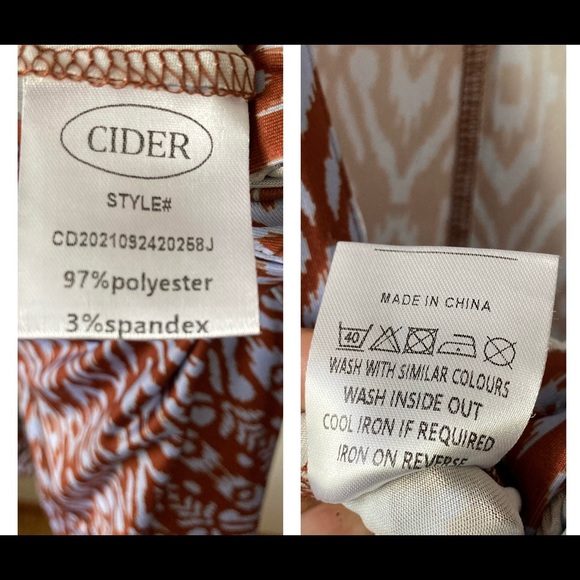 CIDER
STYLE#
CD2021092420258J
97%polyester
3%spandex
MADE IN CHINA
40
WASH WITH SIMILAR COLOURS
WASH INSIDE OUT
COOL IRON IF REQUIRED
IRON ON REVERSE